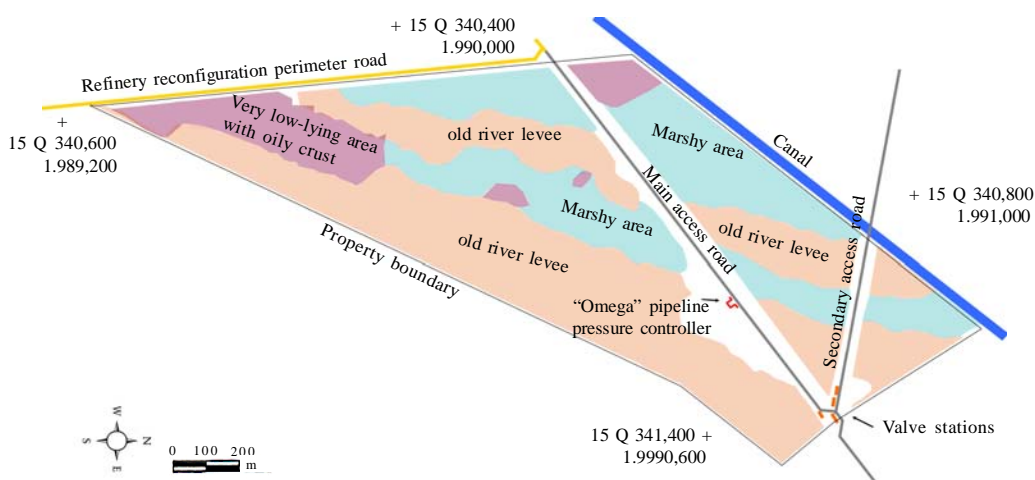 + 15 Q 340,400
1.990,000
Refinery reconfiguration perimeter road
+
15 Q 340,600
1.989,200
Very low-lying area
with oily crust
old river levee
Marshy area
Canal
+ 15 Q 340,800
1.991,000
Main access road
Marshy area
old river levee
Secondary access road
old river levee
Property boundary
“Omega” pipeline
pressure controller
15 Q 341,400 +
1.9990,600
Valve stations
W
S
N
E
0 100 200
m